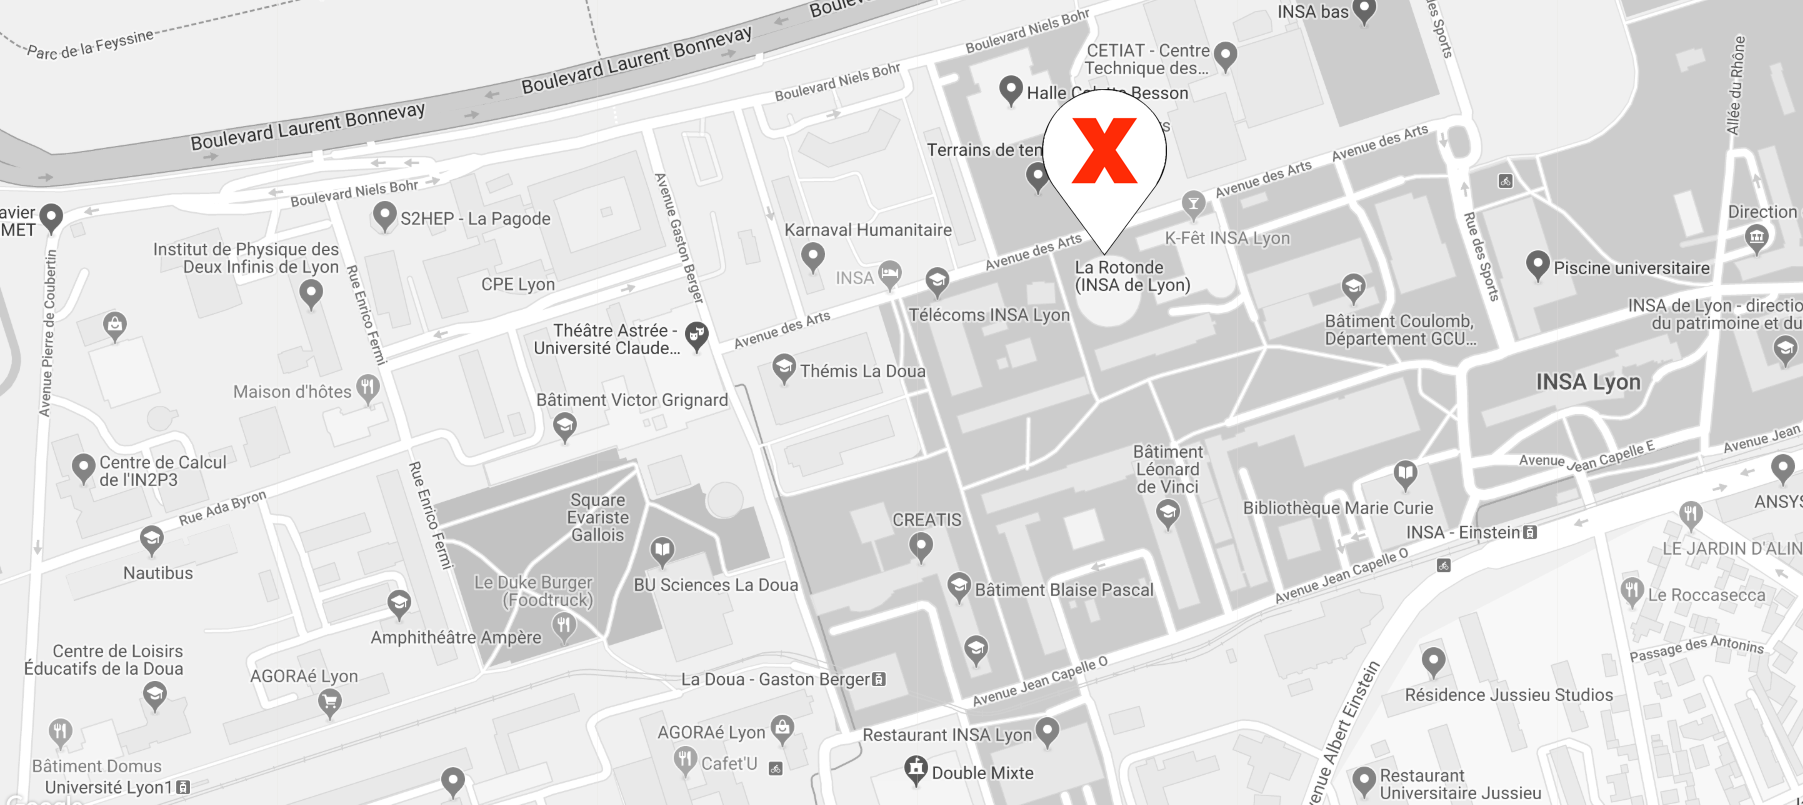 Parc de la Feyssine
Boulevard Laurent Bonnevay
Boulevard Laurent Bonnevay
Boulevard Niels Bohr
Boulevard Niels Bohr
Boulevard Niels Bohr
INSA bas
des Sports
CETIAT - Centre
Technique des...
Halle Colette Besson
Terrains de ten
X
Avenue des Arts
Avenue des Arts
Allée du Rhône
Avenue Gaston Berger
S2HEP - La Pagode
Institut de Physique des
Deux Infinis de Lyon
CPE Lyon
Rue Enrico Fermi
Avenue Pierre de Coubertin
Karnaval Humanitaire
INSA
Avenue des Arts
K-Fêt INSA Lyon
La Rotonde
(INSA de Lyon)
Télécoms INSA Lyon
Rue des Sports
Piscine universitaire
Direction
INSA de Lyon - directio
du patrimoine et du
Bâtiment Coulomb,
Département GCU...
Avenue des Arts
Théâtre Astrée -
Université Claude...
Thémis La Doua
Maison d'hôtes
Bâtiment Victor Grignard
INSA Lyon
Centre de Calcul
de l'IN2P3
Rue Ada Byron
Rue Enrico Fermi
Square
Evariste
Gallois
Bâtiment
Léonard
de Vinci
Avenue Jean Capelle E
Avenue Jean
Bibliothèque Marie Curie
INSA - Einstein
ANSYS
CREATIS
Nautibus
Le Duke Burger
(Foodtruck)
BU Sciences La Doua
Bâtiment Blaise Pascal
Avenue Jean Capelle O
LE JARDIN D'ALIN
Le Roccasecca
Amphithéâtre Ampère
Centre de Loisirs
Éducatifs de la Doua
AGORAé Lyon
La Doua - Gaston Berger
Avenue Jean Capelle O
Passage des Antonins
Résidence Jussieu Studios
AGORAé Lyon
Cafet'U
Restaurant INSA Lyon
Double Mixte
Avenue Albert Einstein
Bâtiment Domus
Université Lyon1
Restaurant
Universitaire Jussieu